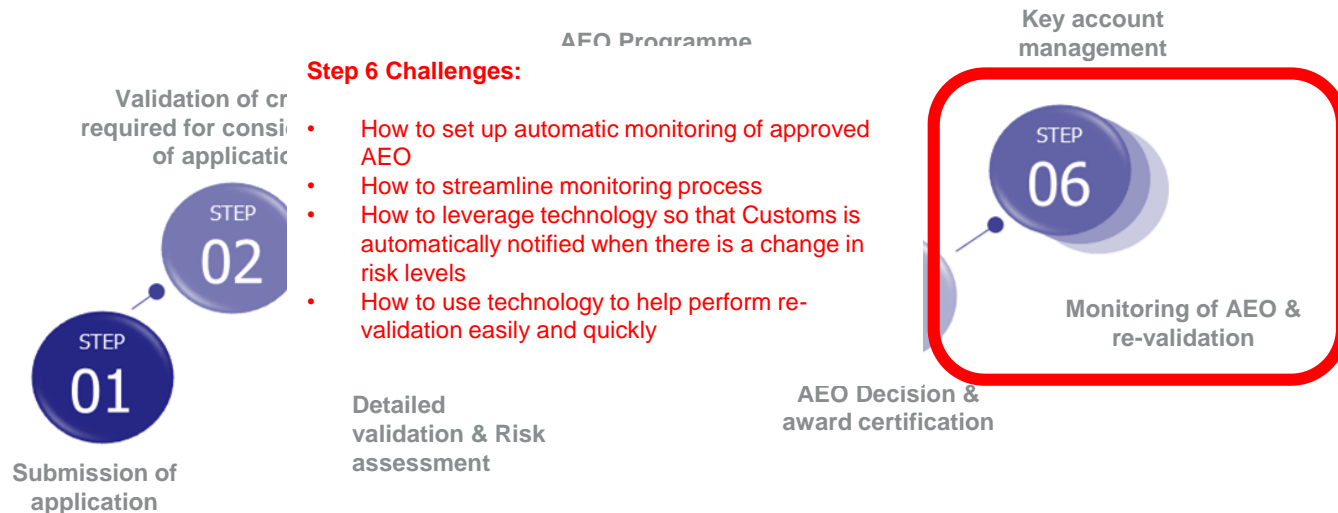 Key account
management
AEO Programme
Step 6 Challenges:
Validation of cr
required for consi
of applicatic
• How to set up automatic monitoring of approved
AEO
• How to streamline monitoring process
• How to leverage technology so that Customs is
automatically notified when there is a change in
risk levels
• How to use technology to help perform re-
validation easily and quickly
STEP
06
Monitoring of AEO &
re-validation
STEP
02
STEP
01
Submission of
application
Detailed
validation & Risk
assessment
AEO Decision &
award certification